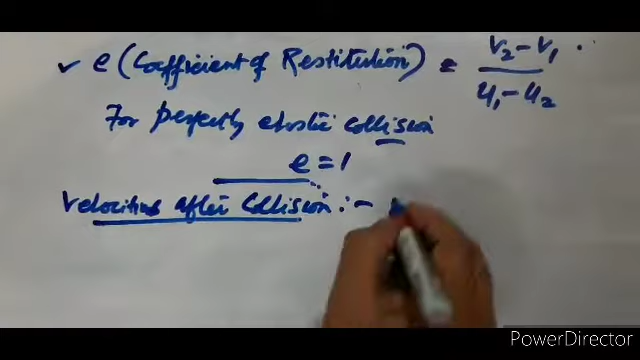 ✓ e (Coefficient of Restitution) = (v₂ - v₁) / (u₁ - u₂)
For perfectly elastic collision
e = 1
Velocities after Collision :-
PowerDirector